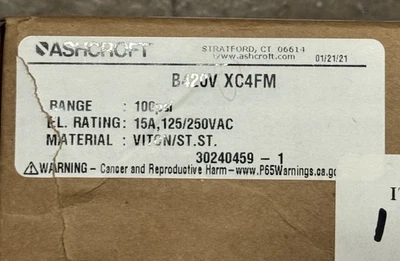 ASHCROFT
STRATFORD, CT 06614
www.ashcroft.com
01/21/21
B420V XC4FM
RANGE : 100psi
EL. RATING: 15A,125/250VAC
MATERIAL : VITON/ST.ST.
30240459 - 1
⚠WARNING - Cancer and Reproductive Harm-www.P65Warnings.ca.go
IT